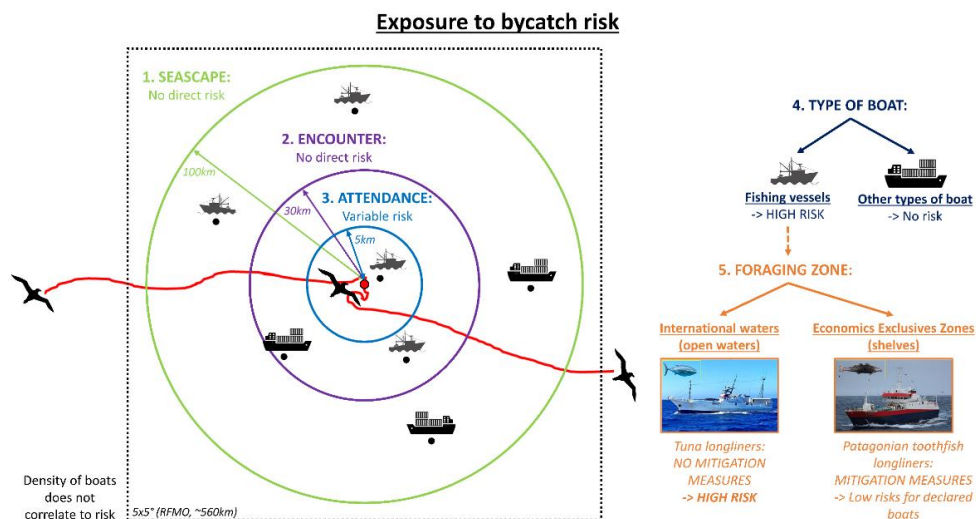 Exposure to bycatch risk
1. SEASCAPE:
No direct risk
2. ENCOUNTER:
No direct risk
100km
30km
3. ATTENDANCE:
Variable risk
5km
Density of boats
does not
correlate to risk
5x5° (RFMO, ~560km)
4. TYPE OF BOAT:
Fishing vessels
-> HIGH RISK
Other types of boat
-> No risk
5. FORAGING ZONE:
International waters
(open waters)
Economics Exclusives Zones
(shelves)
Tuna longliners:
NO MITIGATION
MEASURES
-> HIGH RISK
Patagonian toothfish
longliners:
MITIGATION MEASURES
-> Low risks for declared
boats